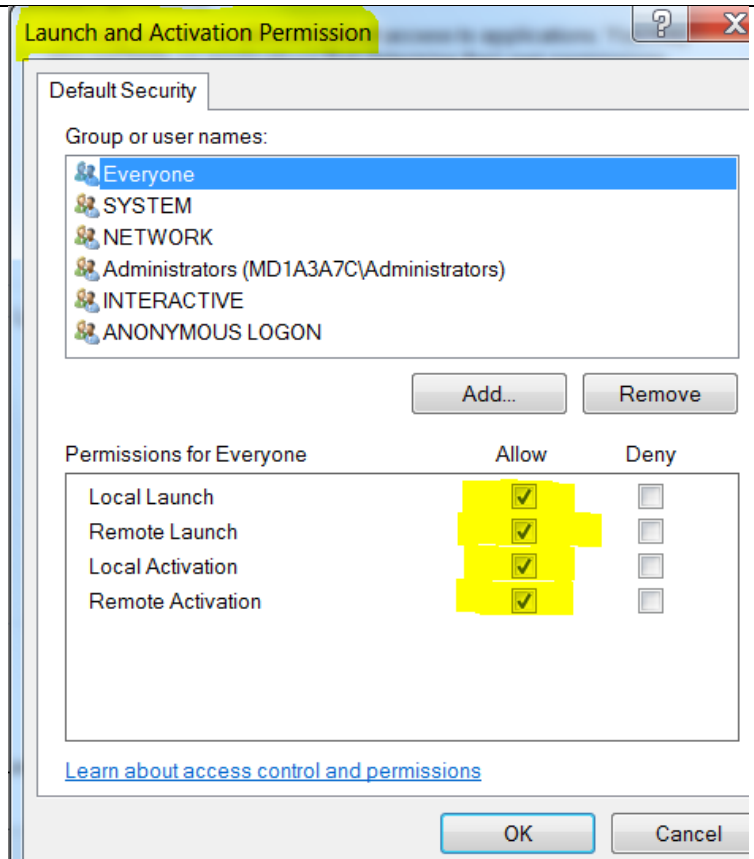 Launch and Activation Permission
Default Security
Group or user names:
Everyone
SYSTEM
NETWORK
Administrators (MD1A3A7C\Administrators)
INTERACTIVE
ANONYMOUS LOGON
Add...
Remove
Permissions for Everyone
Allow
Deny
Local Launch
Remote Launch
Local Activation
Remote Activation
Learn about access control and permissions
OK
Cancel